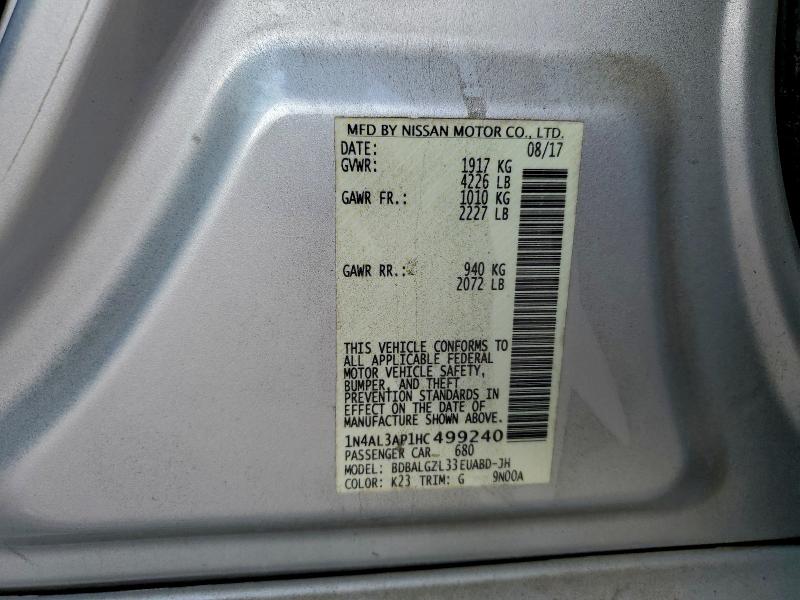 MFD BY NISSAN MOTOR CO., LTD.
DATE: 08/17
GVWR: 1917 KG
4226 LB
GAWR FR.: 1010 KG
2227 LB
GAWR RR.: 940 KG
2072 LB
THIS VEHICLE CONFORMS TO
ALL APPLICABLE FEDERAL
MOTOR VEHICLE SAFETY,
BUMPER, AND THEFT
PREVENTION STANDARDS IN
EFFECT ON THE DATE OF
MANUFACTURE SHOWN ABOVE.
1N4AL3AP1HC499240
PASSENGER CAR 680
MODEL: BDBALGZL33EUABD-JH
COLOR: K23 TRIM: G 9N00A